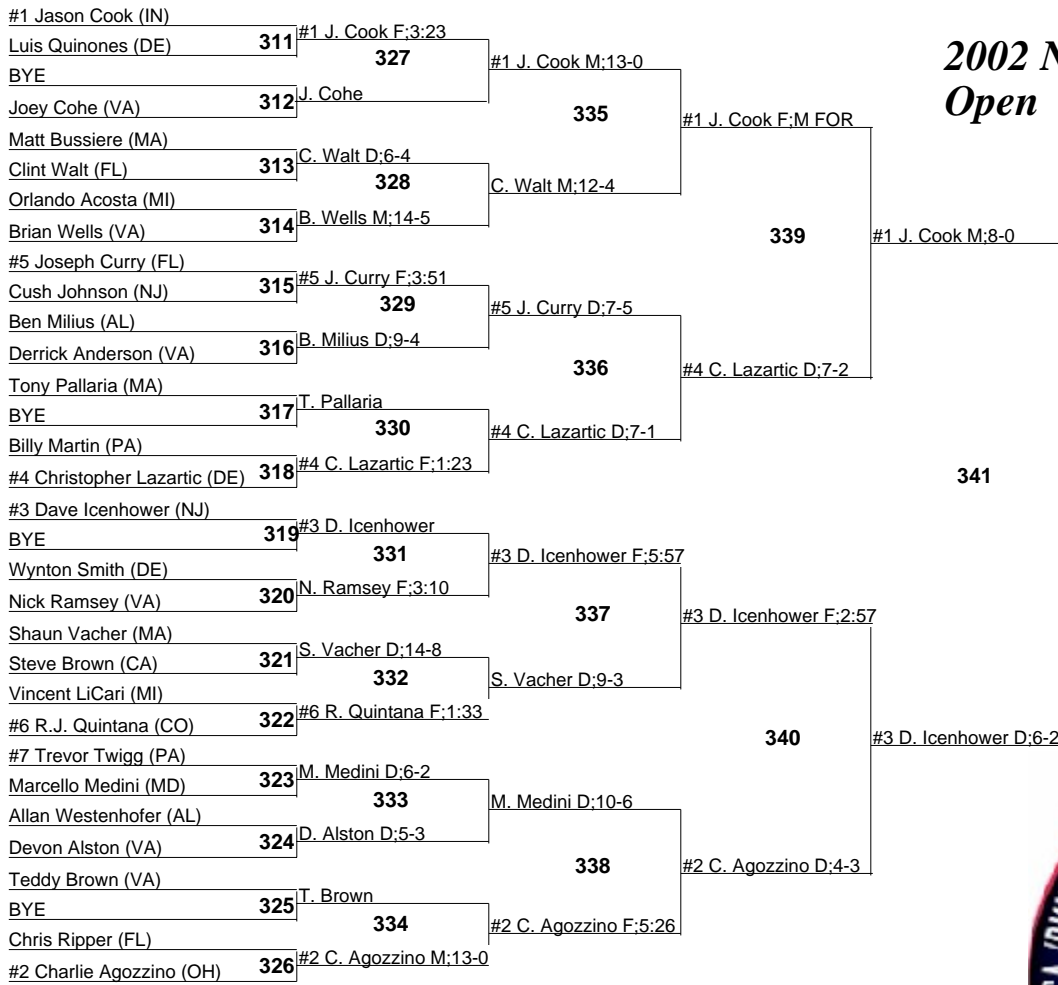 #1 Jason Cook (IN)
Luis Quinones (DE)
BYE
Joey Cohe (VA)
Matt Bussiere (MA)
Clint Walt (FL)
Orlando Acosta (MI)
Brian Wells (VA)
#5 Joseph Curry (FL)
Cush Johnson (NJ)
Ben Milius (AL)
Derrick Anderson (VA)
Tony Pallaria (MA)
BYE
Billy Martin (PA)
#4 Christopher Lazartic (DE)
#3 Dave Icenhower (NJ)
BYE
Wynton Smith (DE)
Nick Ramsey (VA)
Shaun Vacher (MA)
Steve Brown (CA)
Vincent LiCari (MI)
#6 R.J. Quintana (CO)
#7 Trevor Twigg (PA)
Marcello Medini (MD)
Allan Westenhofer (AL)
Devon Alston (VA)
Teddy Brown (VA)
BYE
Chris Ripper (FL)
#2 Charlie Agozzino (OH)
311
312
313
314
315
316
317
318
319
320
321
322
323
324
325
326
#1 J. Cook F;3:23
J. Cohe
C. Walt D;6-4
B. Wells M;14-5
#5 J. Curry F;3:51
B. Milius D;9-4
T. Pallaria
#4 C. Lazartic F;1:23
#3 D. Icenhower
N. Ramsey F;3:10
S. Vacher D;14-8
#6 R. Quintana F;1:33
M. Medini D;6-2
D. Alston D;5-3
T. Brown
#2 C. Agozzino M;13-0
327
328
329
330
331
332
333
334
#1 J. Cook M;13-0
C. Walt M;12-4
#5 J. Curry D;7-5
#4 C. Lazartic D;7-1
#3 D. Icenhower F;5:57
S. Vacher D;9-3
M. Medini D;10-6
#2 C. Agozzino F;5:26
335
336
337
338
#1 J. Cook F;M FOR
#4 C. Lazartic D;7-2
#3 D. Icenhower F;2:57
#2 C. Agozzino D;4-3
339
340
#1 J. Cook M;8-0
#3 D. Icenhower D;6-2
341
2002 N
Open